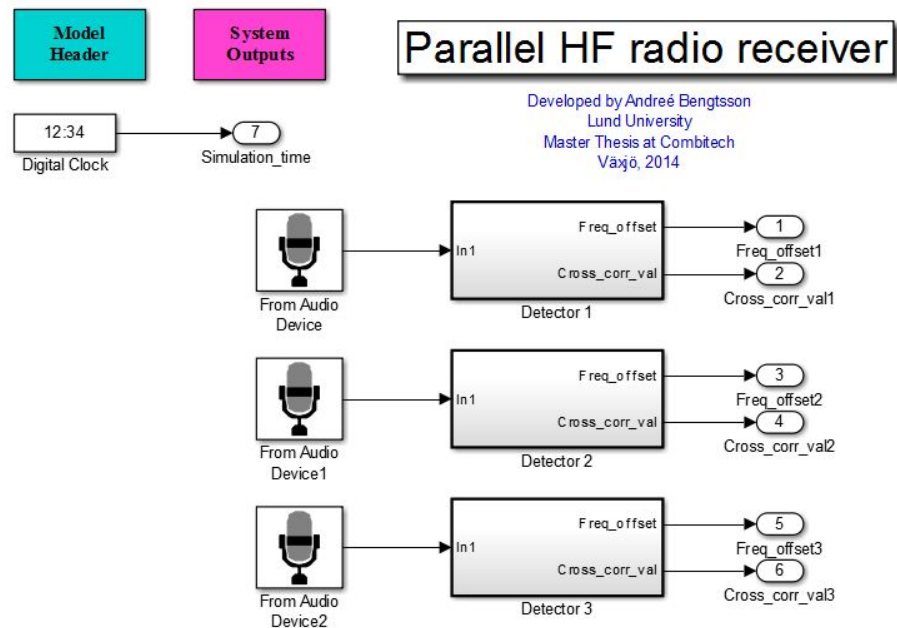 Model
Header
System
Outputs
Parallel HF radio receiver
Developed by Andreé Bengtsson
Lund University
Master Thesis at Combitech
Växjö, 2014
12:34
Digital Clock
7
Simulation_time
From Audio
Device
In1
Freq_offset
Cross_corr_val
Detector 1
1
Freq_offset1
2
Cross_corr_val1
From Audio
Device1
In1
Freq_offset
Cross_corr_val
Detector 2
3
Freq_offset2
4
Cross_corr_val2
From Audio
Device2
In1
Freq_offset
Cross_corr_val
Detector 3
5
Freq_offset3
6
Cross_corr_val3